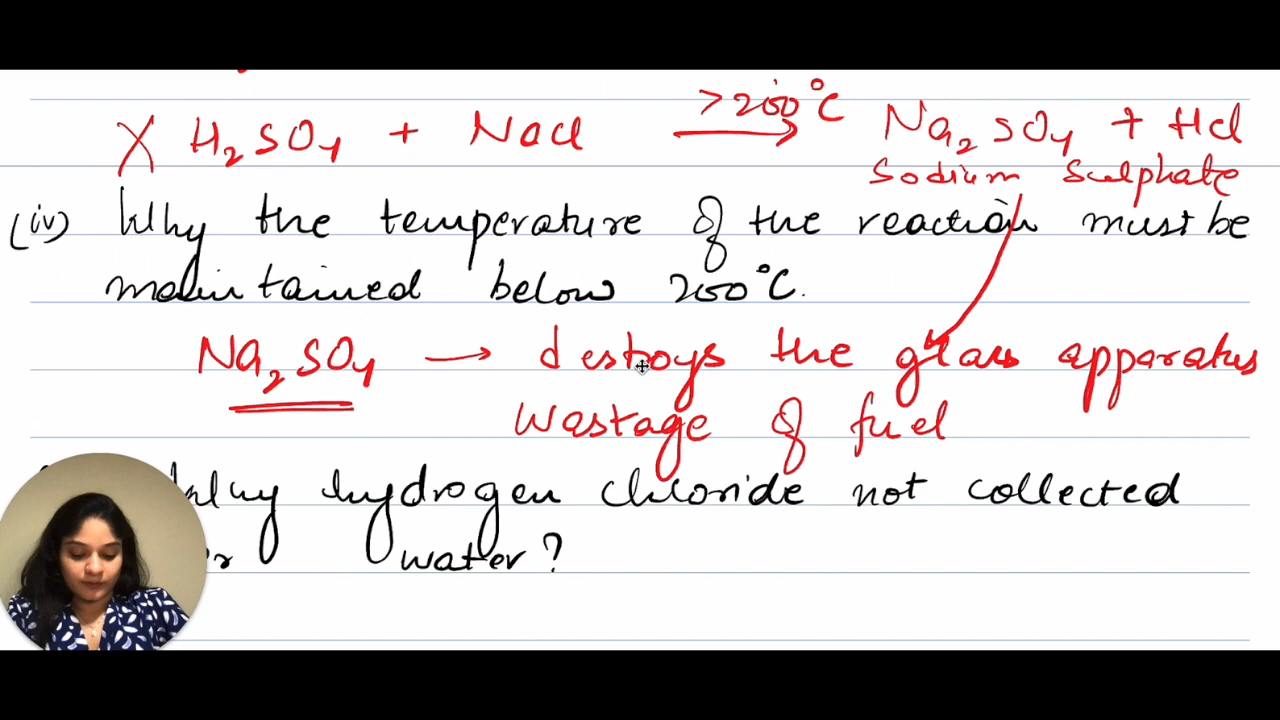 >200°C
X H₂SO₄ + NaCl → Na₂SO₄ + HCl
Sodium Sulphate
(iv) Why the temperature of the reaction must be
maintained below 200°C.
Na₂SO₄ → destroys the glass apparatus
Wastage of fuel
hydrogen chloride not collected
water?